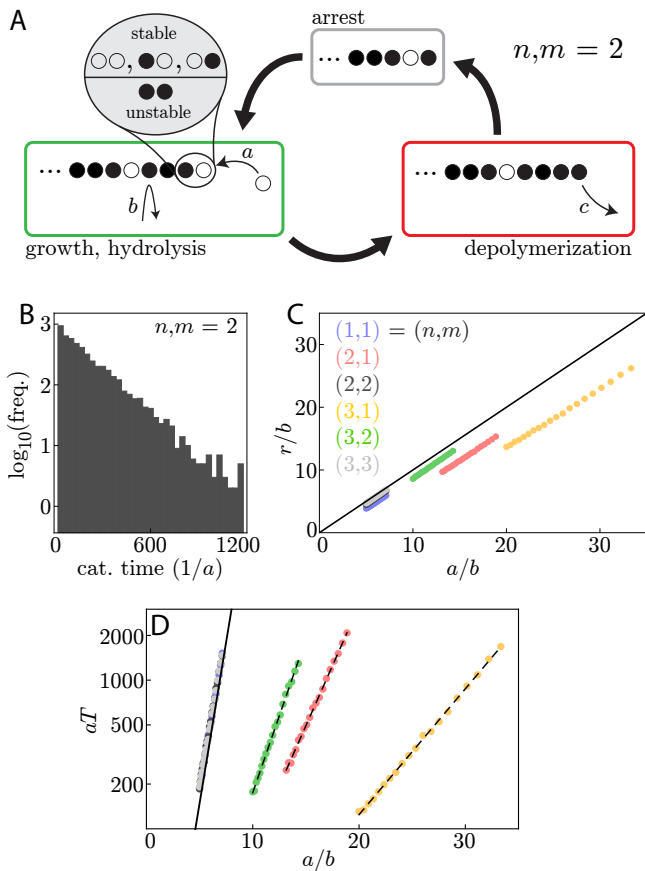 A
arrest
n,m = 2
stable
unstable
a
b
c
growth, hydrolysis
depolymerization
B
n,m = 2
log10(freq.)
3
2
1
0
0
600
1200
cat. time (1/a)
C
(1,1) = (n,m)
(2,1)
(2,2)
(3,1)
(3,2)
(3,3)
r/b
30
20
10
0
10
20
30
a/b
D
aT
2000
1000
500
200
0
10
20
30
a/b